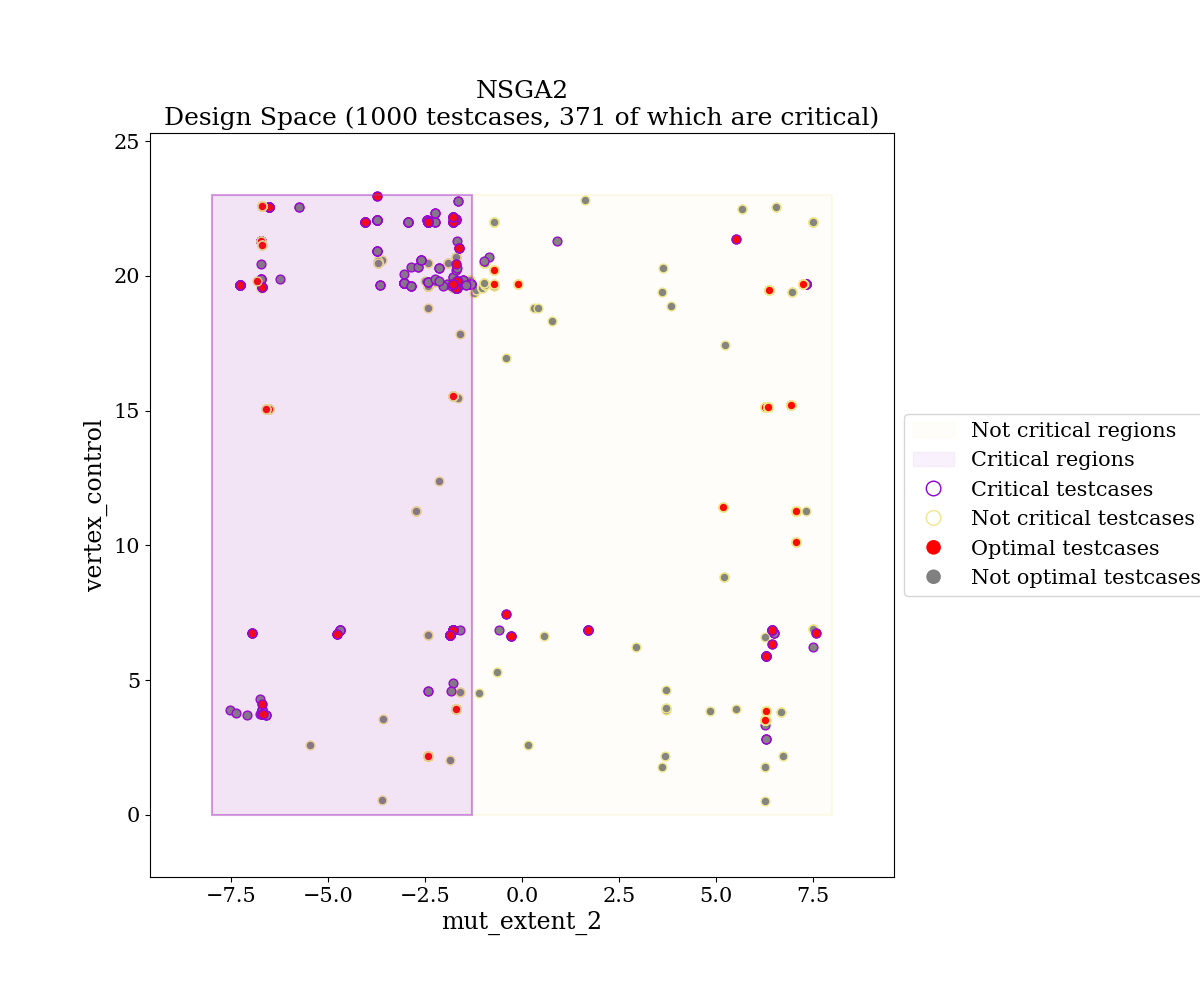 NSGA2
Design Space (1000 testcases, 371 of which are critical)
25
20
15
10
5
0
vertex_control
−7.5
−5.0
−2.5
0.0
2.5
5.0
7.5
mut_extent_2
Not critical regions
Critical regions
Critical testcases
Not critical testcases
Optimal testcases
Not optimal testcases